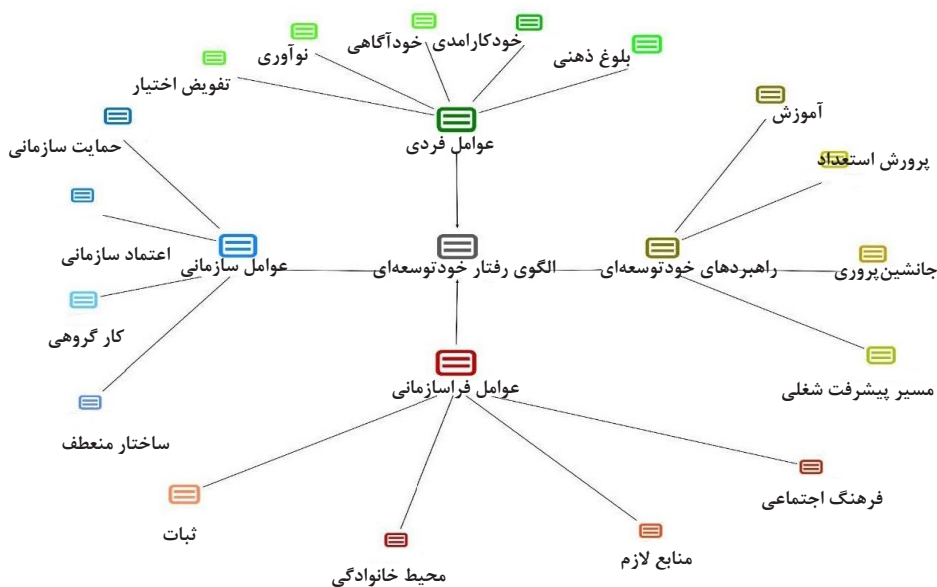 خودکارامدی
خودآگاهی
نوآوری
بلوغ ذهنی
تفویض اختیار
آموزش
عوامل فردی
حمایت سازمانی
پرورش استعداد
اعتماد سازمانی
جانشین‌پروری
راهبردهای خودتوسعه‌ای
الگوی رفتار خودتوسعه‌ای
عوامل سازمانی
کار گروهی
عوامل فراسازمانی
مسیر پیشرفت شغلی
ساختار منعطف
فرهنگ اجتماعی
ثبات
منابع لازم
محیط خانوادگی